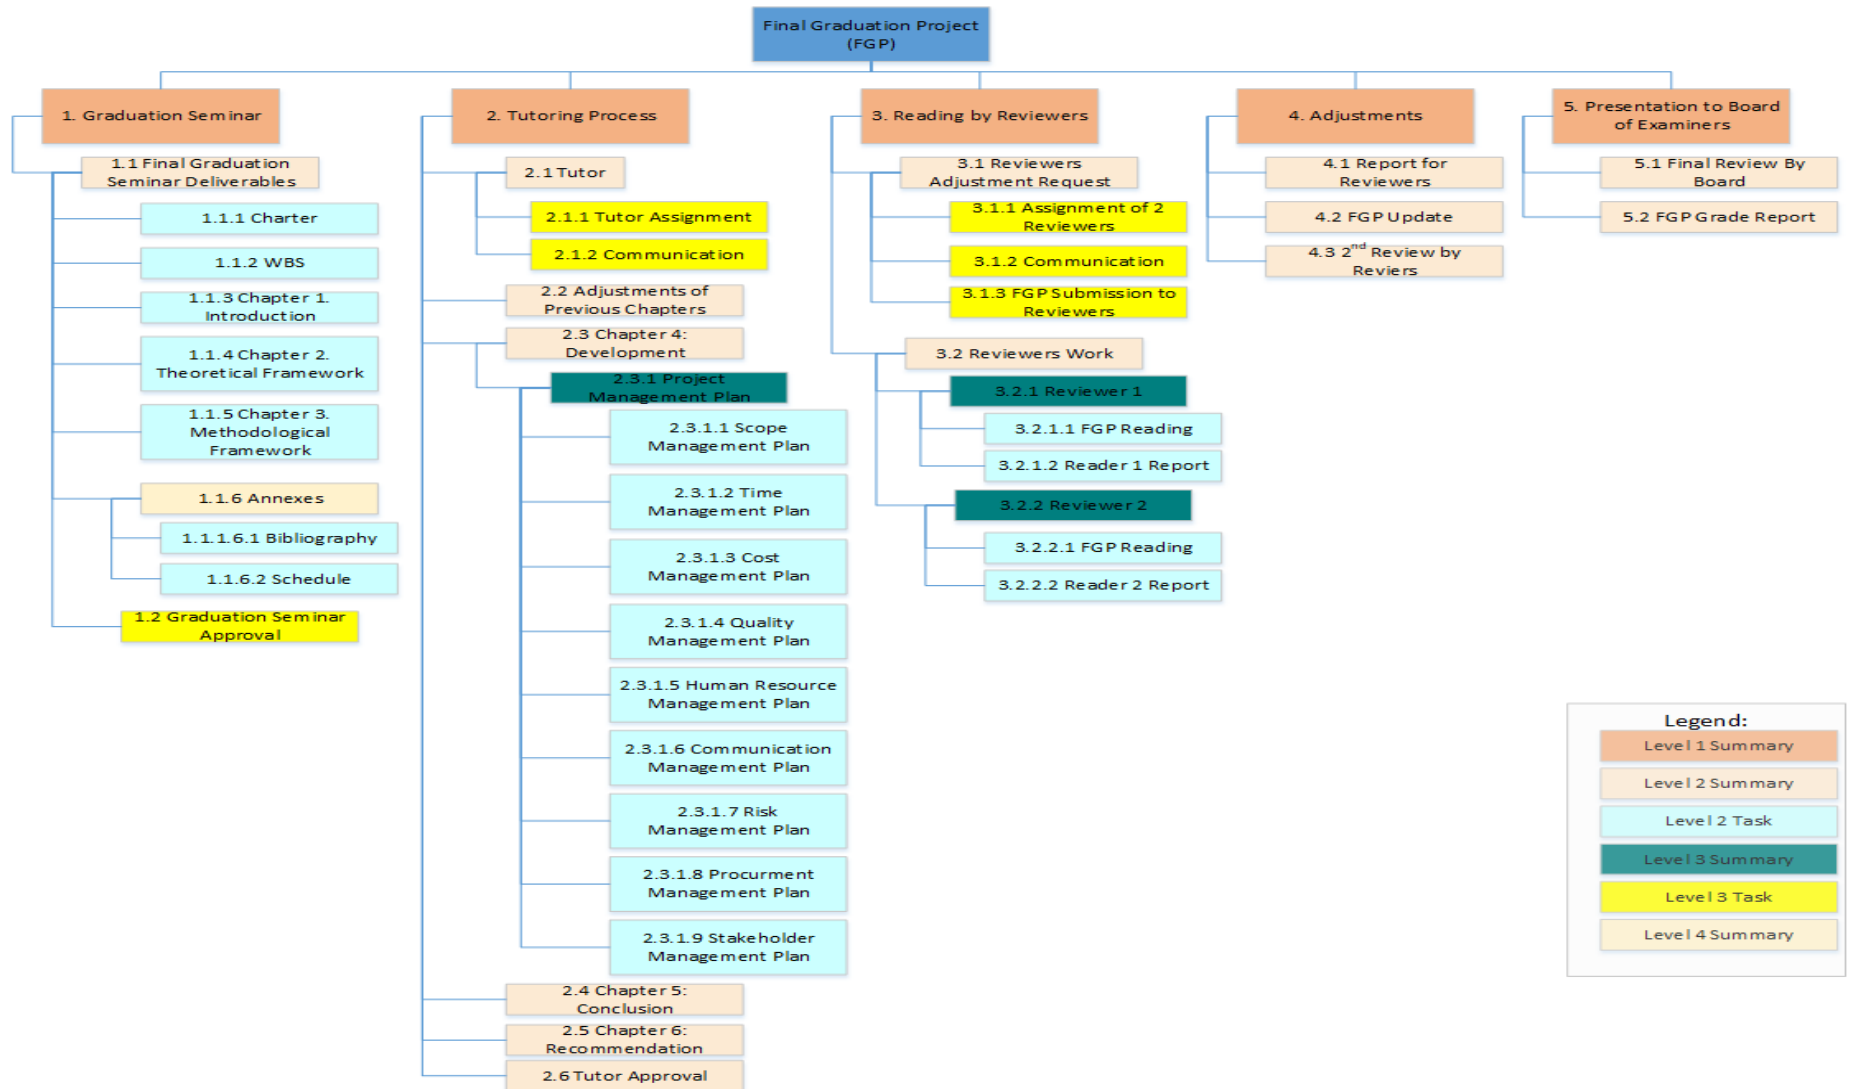 Final Graduation Project
(FGP)
1. Graduation Seminar
1.1 Final Graduation
Seminar Deliverables
1.1.1 Charter
1.1.2 WBS
1.1.3 Chapter 1.
Introduction
1.1.4 Chapter 2.
Theoretical Framework
1.1.5 Chapter 3.
Methodological
Framework
1.1.6 Annexes
1.1.1.6.1 Bibliography
1.1.6.2 Schedule
1.2 Graduation Seminar
Approval
2. Tutoring Process
2.1 Tutor
2.1.1 Tutor Assignment
2.1.2 Communication
2.2 Adjustments of
Previous Chapters
2.3 Chapter 4:
Development
2.3.1 Project
Management Plan
2.3.1.1 Scope
Management Plan
2.3.1.2 Time
Management Plan
2.3.1.3 Cost
Management Plan
2.3.1.4 Quality
Management Plan
2.3.1.5 Human Resource
Management Plan
2.3.1.6 Communication
Management Plan
2.3.1.7 Risk
Management Plan
2.3.1.8 Procurment
Management Plan
2.3.1.9 Stakeholder
Management Plan
2.4 Chapter 5:
Conclusion
2.5 Chapter 6:
Recommendation
2.6 Tutor Approval
3. Reading by Reviewers
3.1 Reviewers
Adjustment Request
3.1.1 Assignment of 2
Reviewers
3.1.2 Communication
3.1.3 FGP Submission to
Reviewers
3.2 Reviewers Work
3.2.1 Reviewer 1
3.2.1.1 FGP Reading
3.2.1.2 Reader 1 Report
3.2.2 Reviewer 2
3.2.2.1 FGP Reading
3.2.2.2 Reader 2 Report
4. Adjustments
4.1 Report for
Reviewers
4.2 FGP Update
4.3 2nd Review by
Reviers
5. Presentation to Board
of Examiners
5.1 Final Review By
Board
5.2 FGP Grade Report
Legend:
Level 1 Summary
Level 2 Summary
Level 2 Task
Level 3 Summary
Level 3 Task
Level 4 Summary